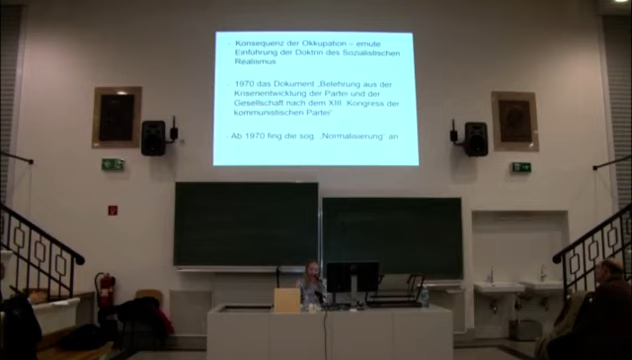 - Konsequenz der Okkupation – erneute
Einführung der Doktrin des Sozialistischen
Realismus
- 1970 das Dokument „Belehrung aus der
Krisenentwicklung der Partei und der
Gesellschaft nach dem XIII. Kongress der
kommunistischen Partei“
- Ab 1970 fing die sog. „Normalisierung“ an